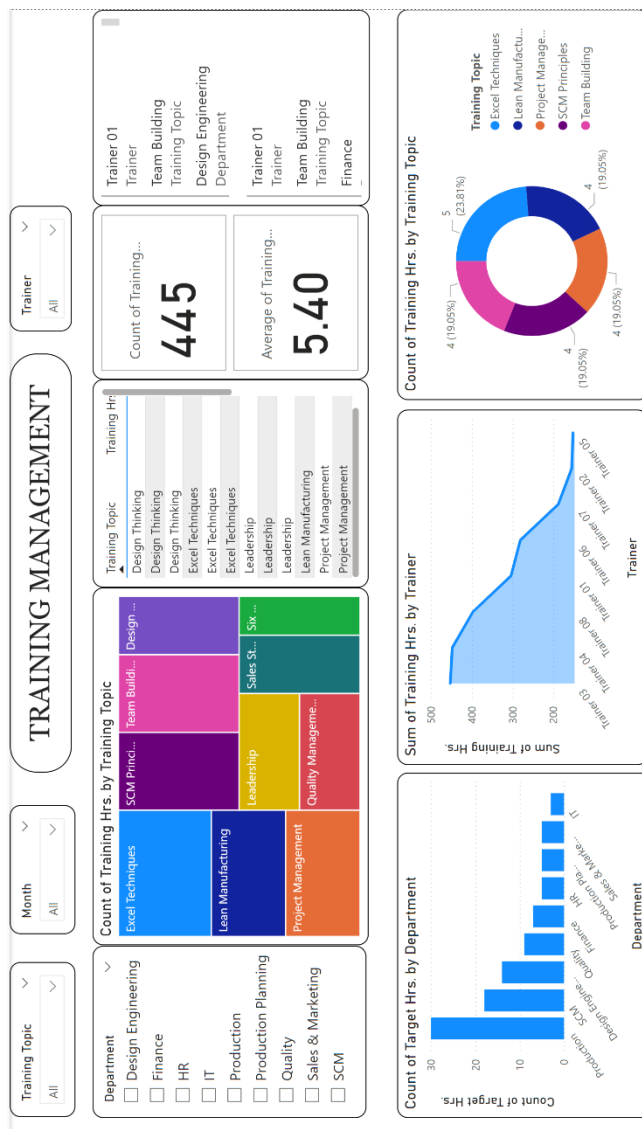 Training Topic
All
Month
All
TRAINING MANAGEMENT
Trainer
All
Department
Design Engineering
Finance
HR
IT
Production
Production Planning
Quality
Sales & Marketing
SCM
Count of Training Hrs. by Training Topic
Excel Techniques
Lean Manufacturing
Project Management
SCM Princi...
Team Buildi...
Design ...
Leadership
Quality Manageme...
Sales St...
Six ...
Training Topic
Training Hrs
Design Thinking
Design Thinking
Design Thinking
Excel Techniques
Excel Techniques
Excel Techniques
Leadership
Leadership
Leadership
Lean Manufacturing
Project Management
Project Management
Count of Training...
445
Average of Training...
5.40
Trainer 01
Trainer
Team Building
Training Topic
Design Engineering
Department
Trainer 01
Trainer
Team Building
Training Topic
Finance
Count of Target Hrs. by Department
Count of Target Hrs.
30
20
10
0
Production
SCM
Design Engine...
Quality
Finance
HR
Production Pla...
Sales & Marke...
IT
Department
Sum of Training Hrs. by Trainer
Sum of Training Hrs.
500
400
300
200
Trainer 03
Trainer 04
Trainer 08
Trainer 01
Trainer 06
Trainer 07
Trainer 02
Trainer 05
Trainer
Count of Training Hrs. by Training Topic
5
(23.81%)
4
(19.05%)
4 (19.05%)
4
(19.05%)
4 (19.05%)
Training Topic
Excel Techniques
Lean Manufactu...
Project Manage...
SCM Principles
Team Building